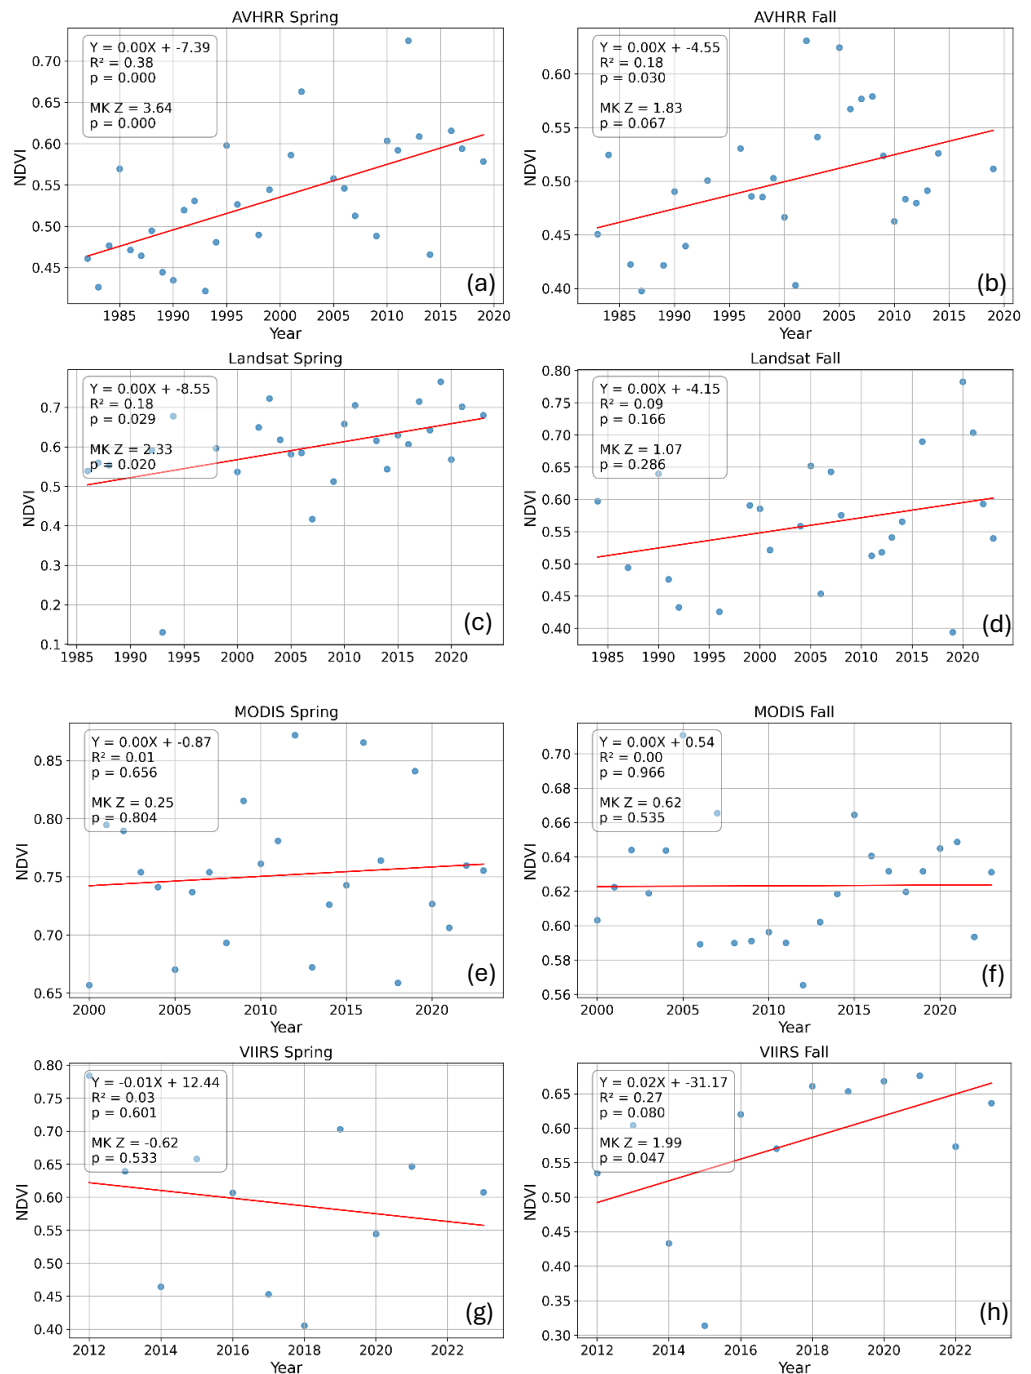 AVHRR Spring
Y = 0.00X + -7.39
R² = 0.38
p = 0.000
MK Z = 3.64
p = 0.000
0.70
0.65
0.60
0.55
0.50
0.45
NDVI
(a)
1985 1990 1995 2000 2005 2010 2015 2020
Year
AVHRR Fall
Y = 0.00X + -4.55
R² = 0.18
p = 0.030
MK Z = 1.83
p = 0.067
0.60
0.55
0.50
0.45
0.40
NDVI
(b)
1985 1990 1995 2000 2005 2010 2015 2020
Year
Landsat Spring
Y = 0.00X + -8.55
R² = 0.18
p = 0.029
MK Z = 2.33
p = 0.020
0.7
0.6
0.5
0.4
0.3
0.2
0.1
NDVI
(c)
1985 1990 1995 2000 2005 2010 2015 2020
Year
Landsat Fall
Y = 0.00X + -4.15
R² = 0.09
p = 0.166
MK Z = 1.07
p = 0.286
0.80
0.75
0.70
0.65
0.60
0.55
0.50
0.45
0.40
NDVI
(d)
1985 1990 1995 2000 2005 2010 2015 2020
Year
MODIS Spring
Y = 0.00X + -0.87
R² = 0.01
p = 0.656
MK Z = 0.25
p = 0.804
0.85
0.80
0.75
0.70
0.65
NDVI
(e)
2000 2005 2010 2015 2020
Year
MODIS Fall
Y = 0.00X + 0.54
R² = 0.00
p = 0.966
MK Z = 0.62
p = 0.535
0.70
0.68
0.66
0.64
0.62
0.60
0.58
0.56
NDVI
(f)
2000 2005 2010 2015 2020
Year
VIIRS Spring
Y = -0.01X + 12.44
R² = 0.03
p = 0.601
MK Z = -0.62
p = 0.533
0.80
0.75
0.70
0.65
0.60
0.55
0.50
0.45
0.40
NDVI
(g)
2012 2014 2016 2018 2020 2022
Year
VIIRS Fall
Y = 0.02X + -31.17
R² = 0.27
p = 0.080
MK Z = 1.99
p = 0.047
0.65
0.60
0.55
0.50
0.45
0.40
0.35
0.30
NDVI
(h)
2012 2014 2016 2018 2020 2022
Year